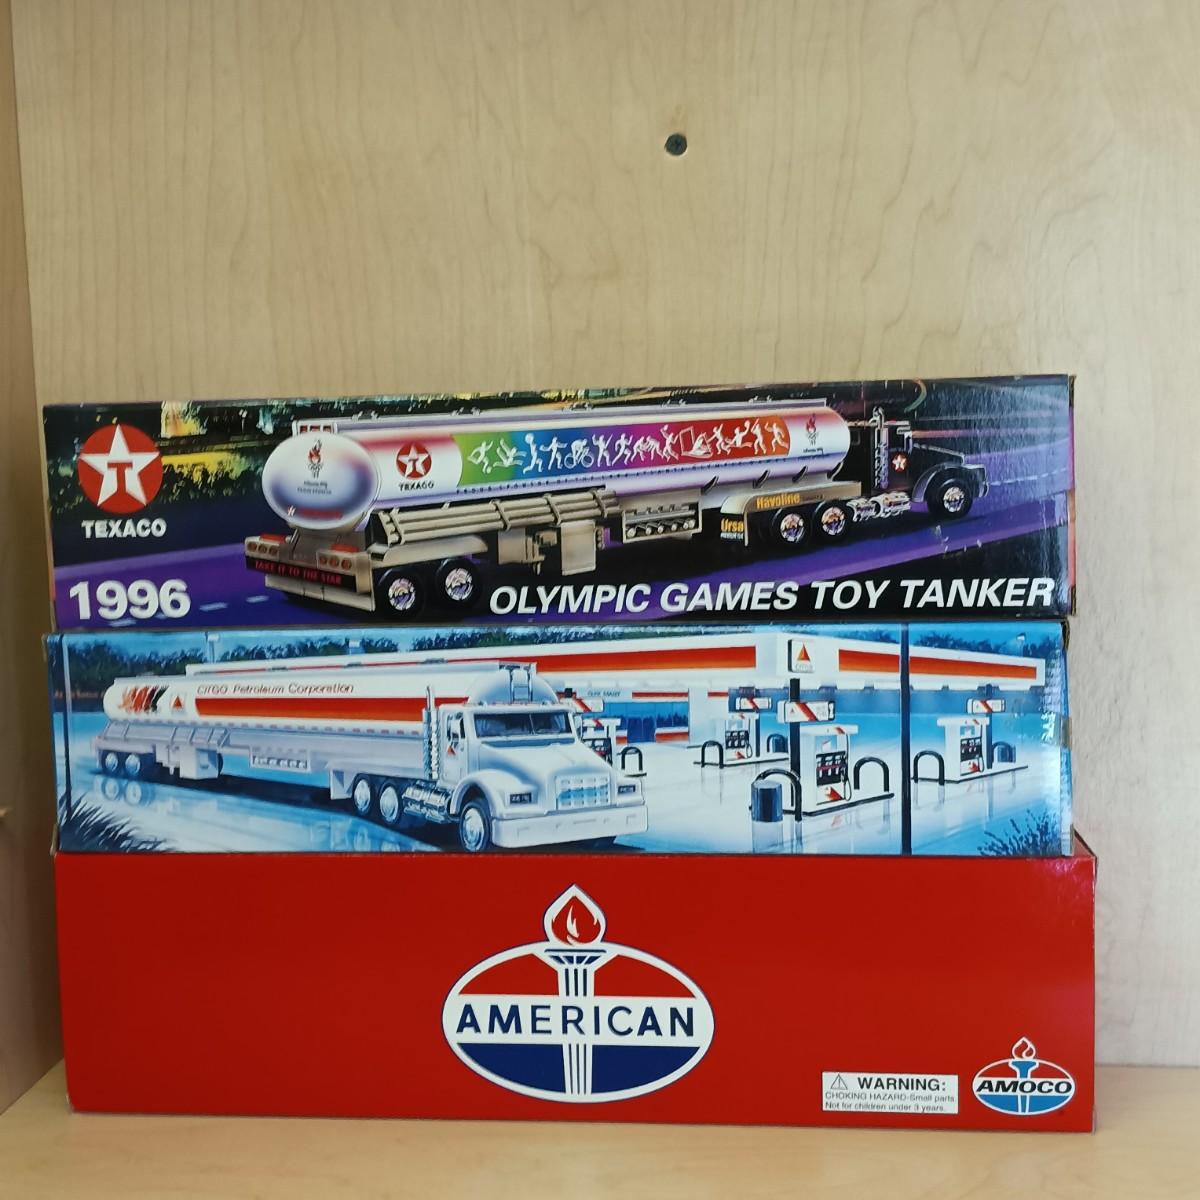 TEXACO
TEXACO
Havoline
Ursa
TAKE IT TO THE STAR
1996
OLYMPIC GAMES TOY TANKER
CITGO Petroleum Corporation
AMERICAN
WARNING:
CHOKING HAZARD-Small parts
Not for children under 3 years.
AMOCO